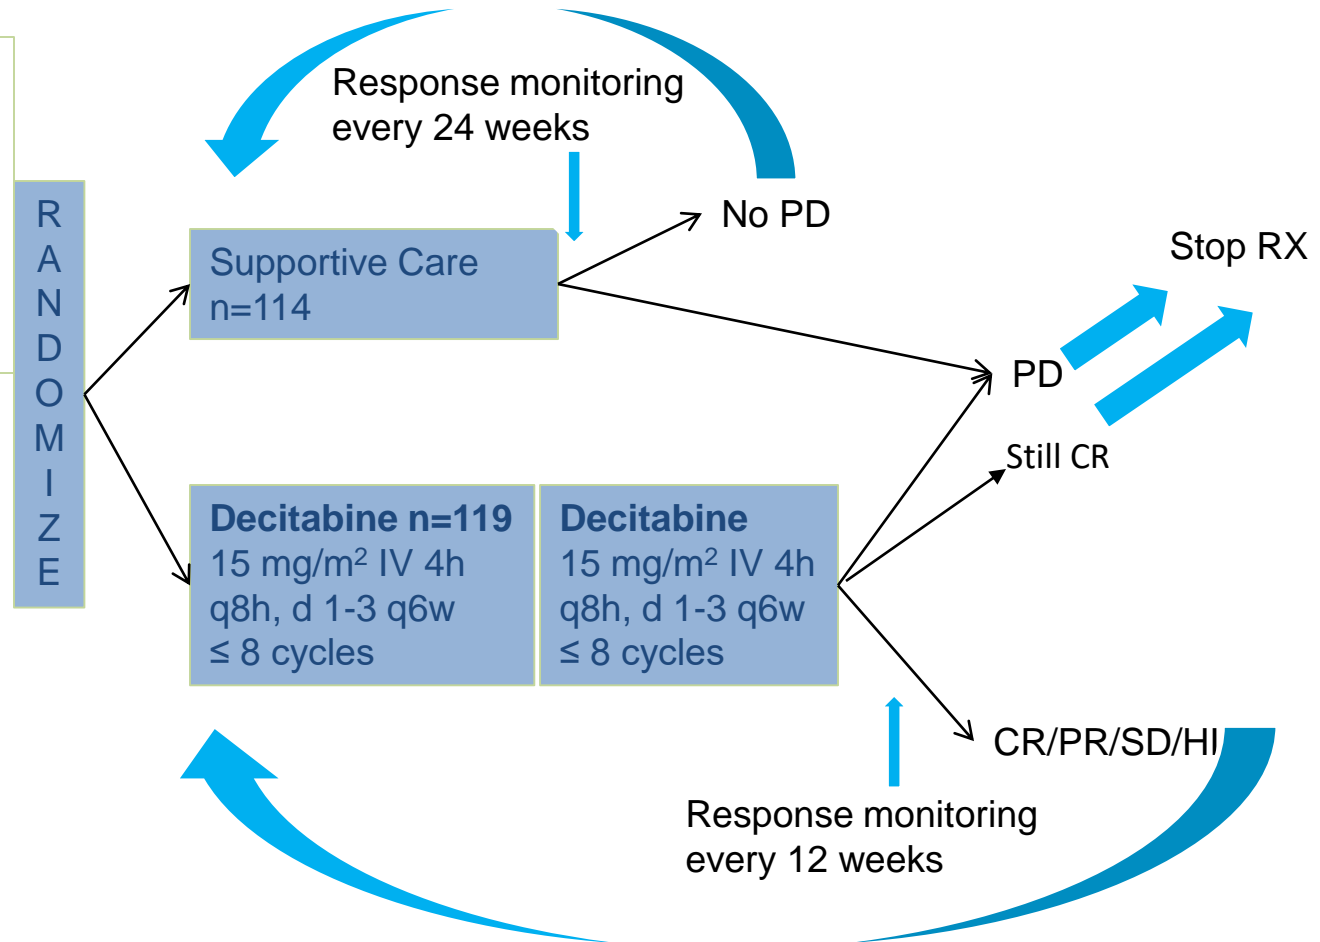 Response monitoring
every 24 weeks
R
A
N
D
O
M
I
Z
E
No PD
Stop RX
Supportive Care
n=114
PD
Still CR
Decitabine n=119
15 mg/m² IV 4h
q8h, d 1-3 q6w
≤ 8 cycles
Decitabine
15 mg/m² IV 4h
q8h, d 1-3 q6w
≤ 8 cycles
CR/PR/SD/HI
Response monitoring
every 12 weeks